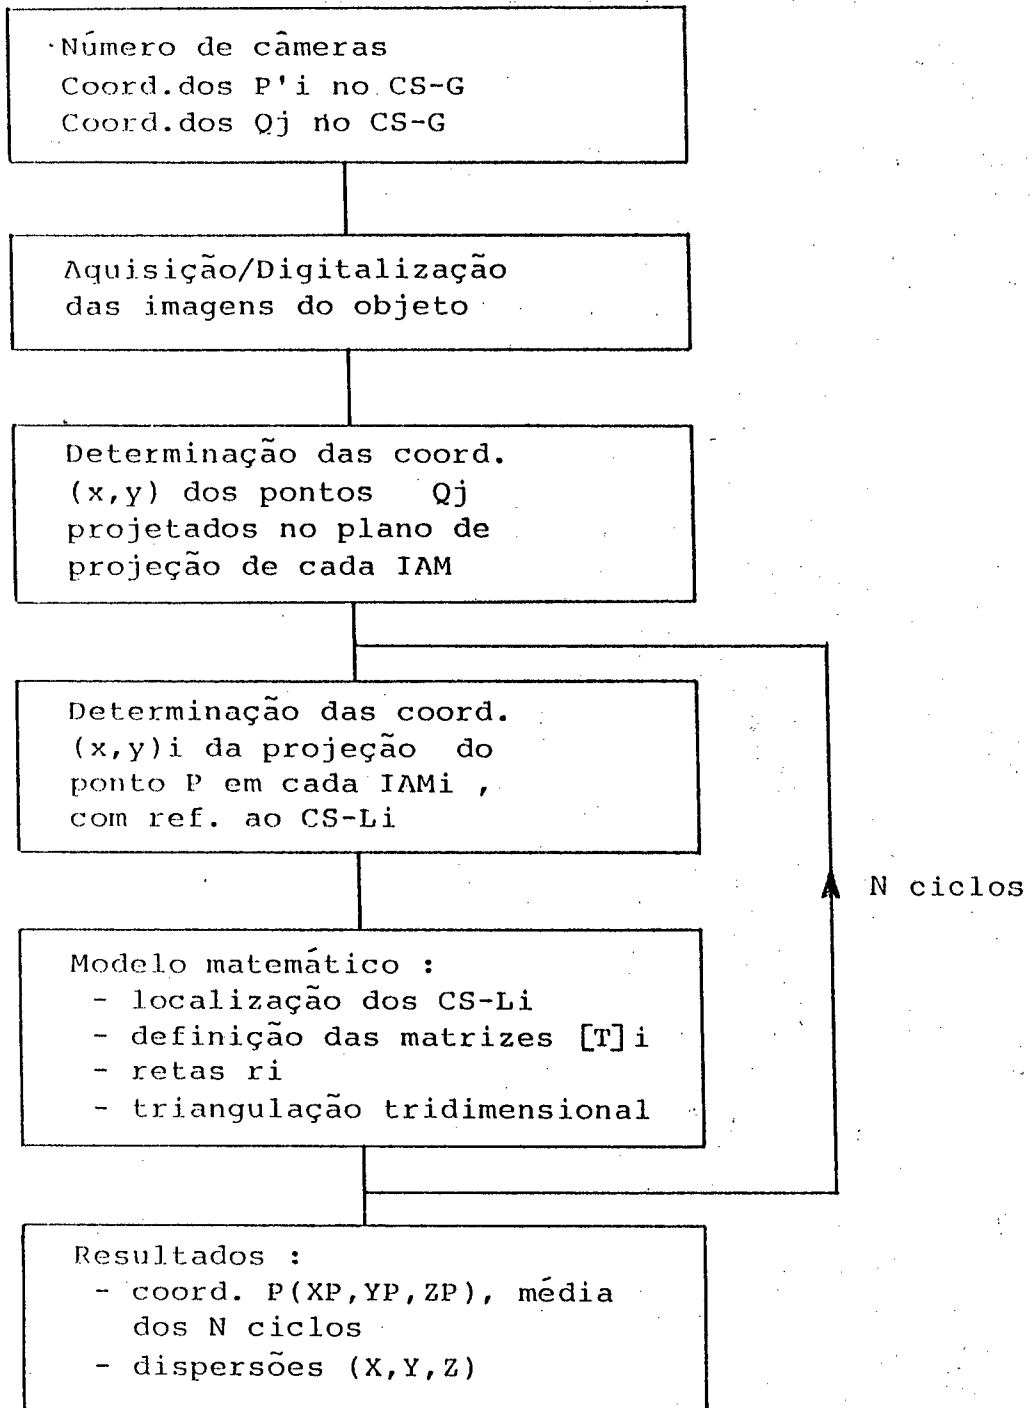 Número de câmeras
Coord.dos P'i no CS-G
Coord.dos Qj no CS-G
Aquisição/Digitalização
das imagens do objeto
Determinação das coord.
(x,y) dos pontos Qj
projetados no plano de
projeção de cada IAM
Determinação das coord.
(x,y)i da projeção do
ponto P em cada IAMi ,
com ref. ao CS-Li
N ciclos
Modelo matemático :
- localização dos CS-Li
- definição das matrizes [T]i
- retas ri
- triangulação tridimensional
Resultados :
- coord. P(XP,YP,ZP), média
dos N ciclos
- dispersões (X,Y,Z)